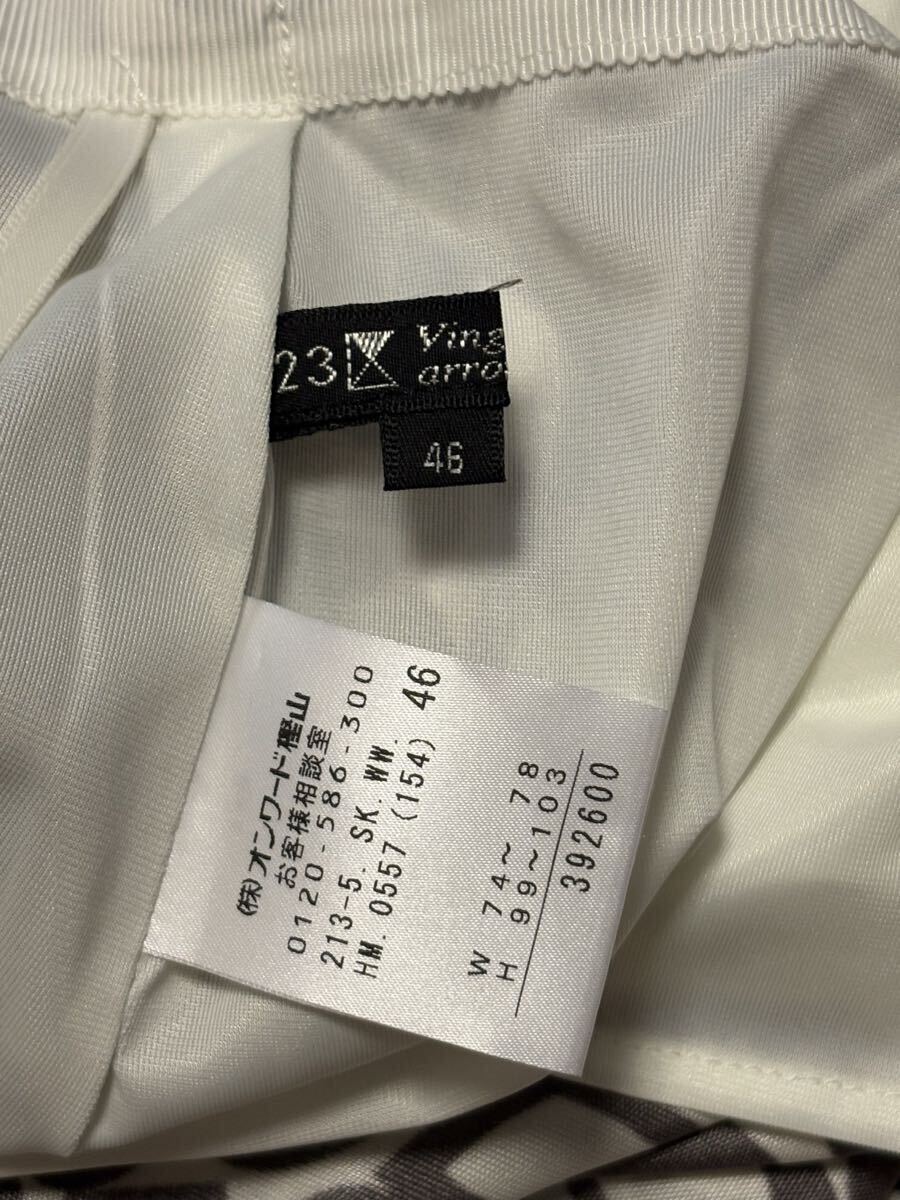 23 Ving
arro
46
㈱オンワード樫山
お客様相談室
0120-586-300
213-5. SK. WW.
HM. 0557 (154) 46
W 74～ 78
H 99～103
392600